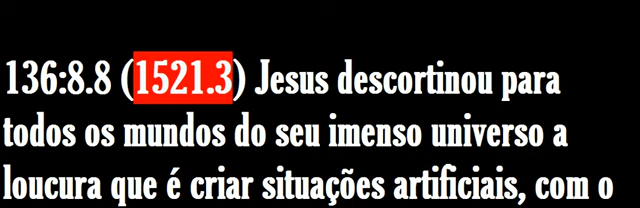 136:8.8 (1521.3) Jesus descortinou para
todos os mundos do seu imenso universo a
loucura que é criar situações artificiais, com o